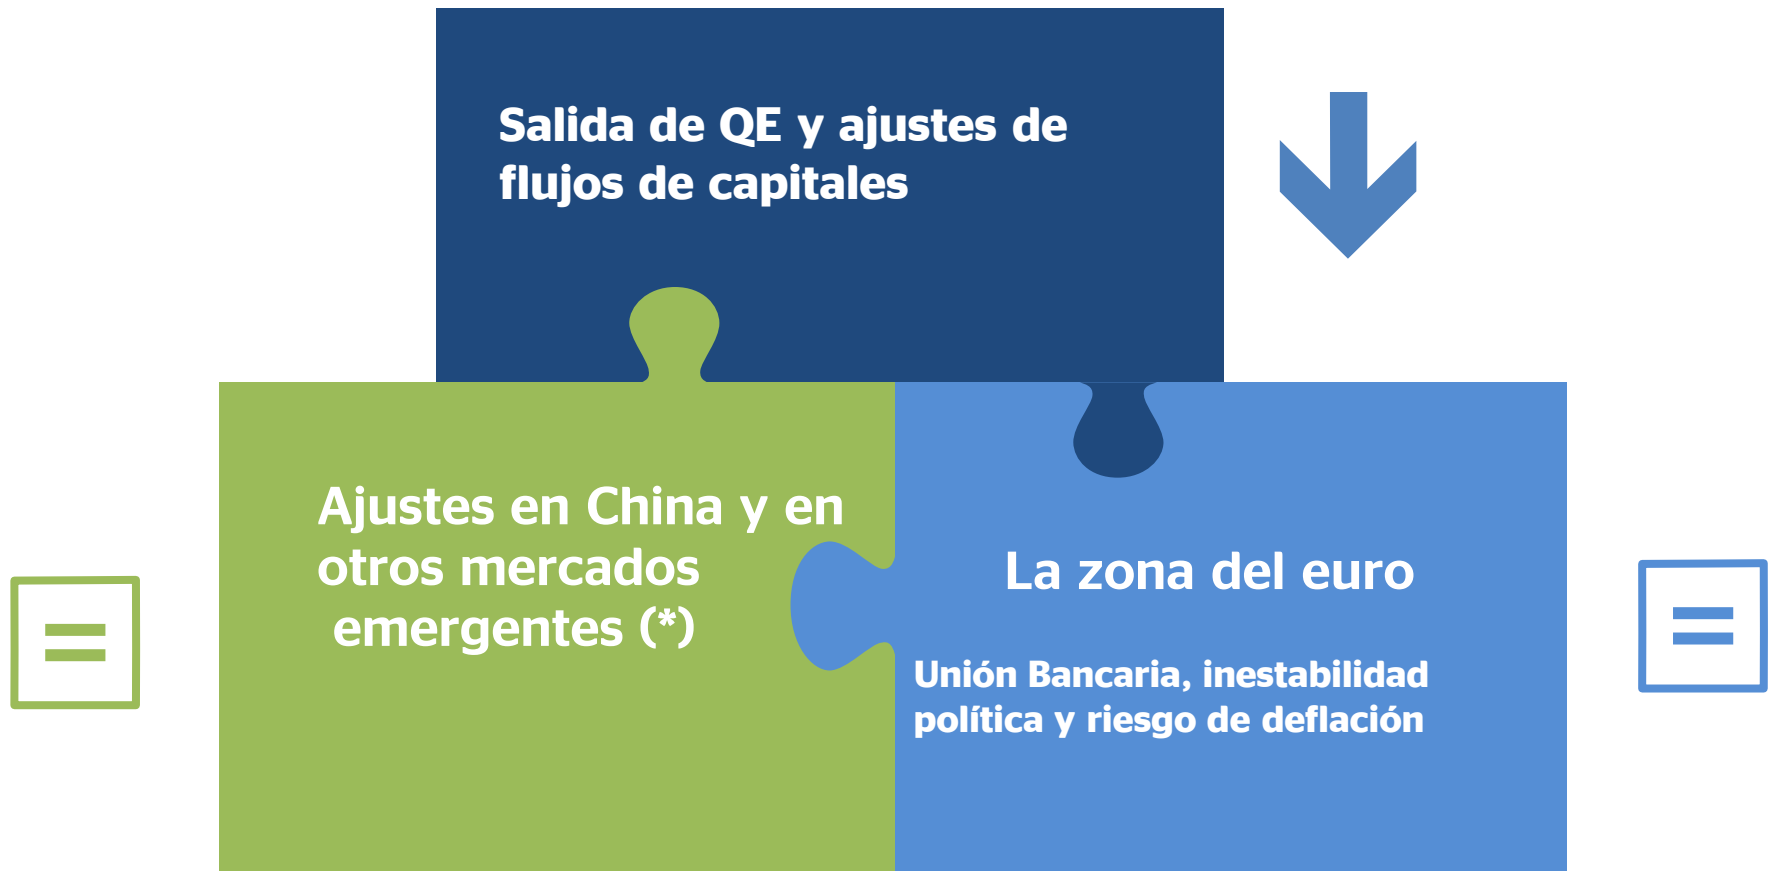 Salida de QE y ajustes de
flujos de capitales
Ajustes en China y en
otros mercados
emergentes (*)
La zona del euro
Unión Bancaria, inestabilidad
política y riesgo de deflación